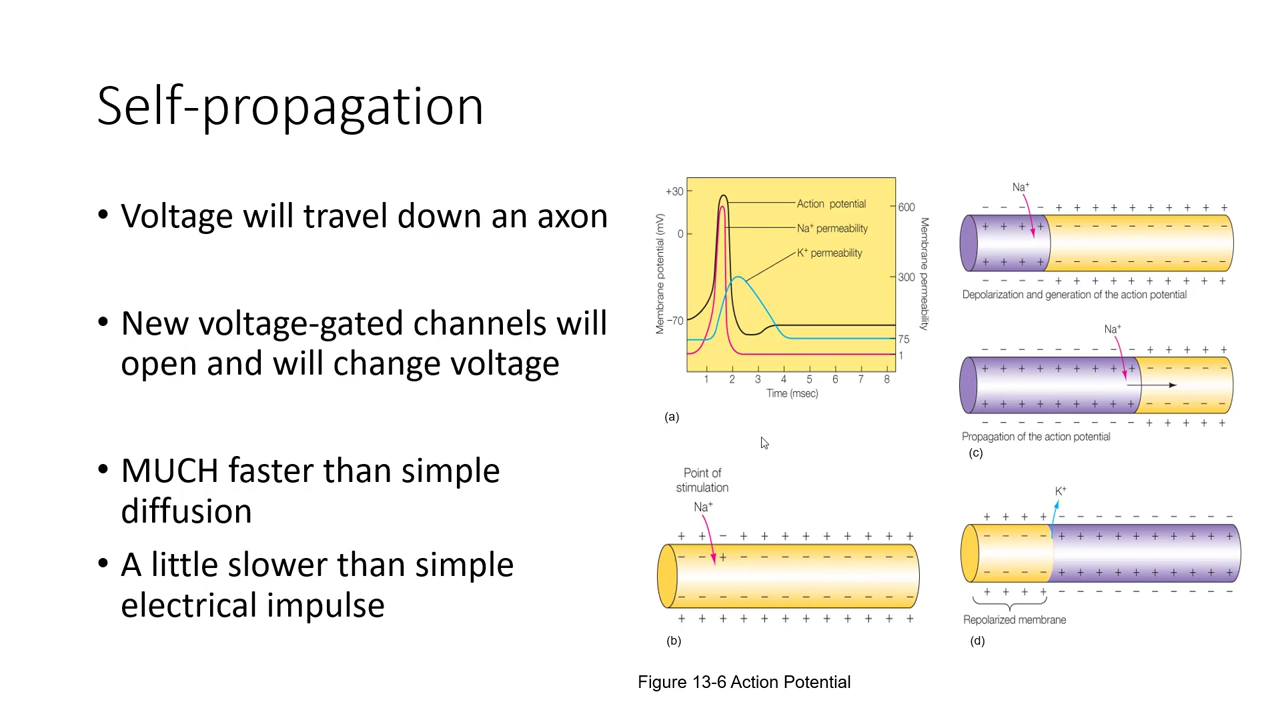 Self-propagation
• Voltage will travel down an axon
• New voltage-gated channels will
open and will change voltage
• MUCH faster than simple
diffusion
• A little slower than simple
electrical impulse
Membrane potential (mV)
+30
0
−70
Action potential
Na⁺ permeability
K⁺ permeability
600
300
75
1
Membrane permeability
1 2 3 4 5 6 7 8
Time (msec)
(a)
Point of
stimulation
Na⁺
+ + − + + + + + + + +
− − + − − − − − − − −
− − − − − − − − − − −
+ + + + + + + + + + +
(b)
Na⁺
− − − − + + + + + + + +
+ + + + − − − − − − − −
+ + + + − − − − − − − −
− − − − + + + + + + + +
Depolarization and generation of the action potential
Na⁺
− − − − − − − − + + + +
+ + + + + + + + − − − −
+ + + + + + + + − − − −
− − − − − − − − + + + +
Propagation of the action potential
(c)
K⁺
+ + + + − − − − − − − −
− − − − + + + + + + + +
− − − − + + + + + + + +
+ + + + − − − − − − − −
Repolarized membrane
(d)
Figure 13-6 Action Potential